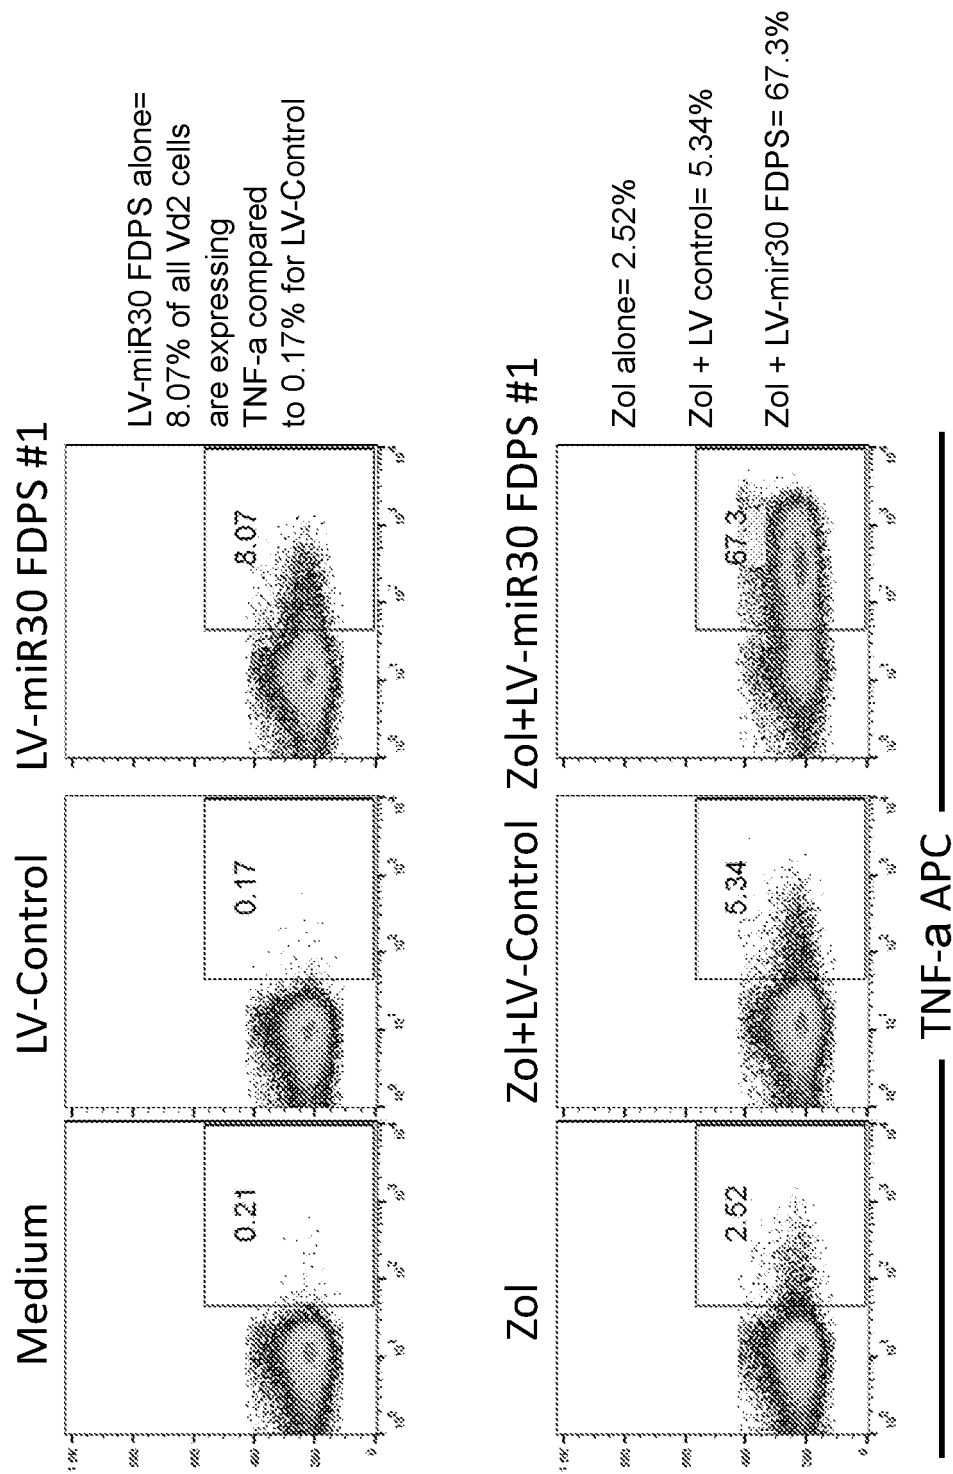 Medium
LV-Control
LV-miR30 FDPS #1
0.21
0.17
8.07
LV-miR30 FDPS alone=
8.07% of all Vd2 cells
are expressing
TNF-a compared
to 0.17% for LV-Control
Zol
Zol+LV-Control
Zol+LV-miR30 FDPS #1
2.52
5.34
67.3
Zol alone= 2.52%
Zol + LV control= 5.34%
Zol + LV-mir30 FDPS= 67.3%
TNF-a APC